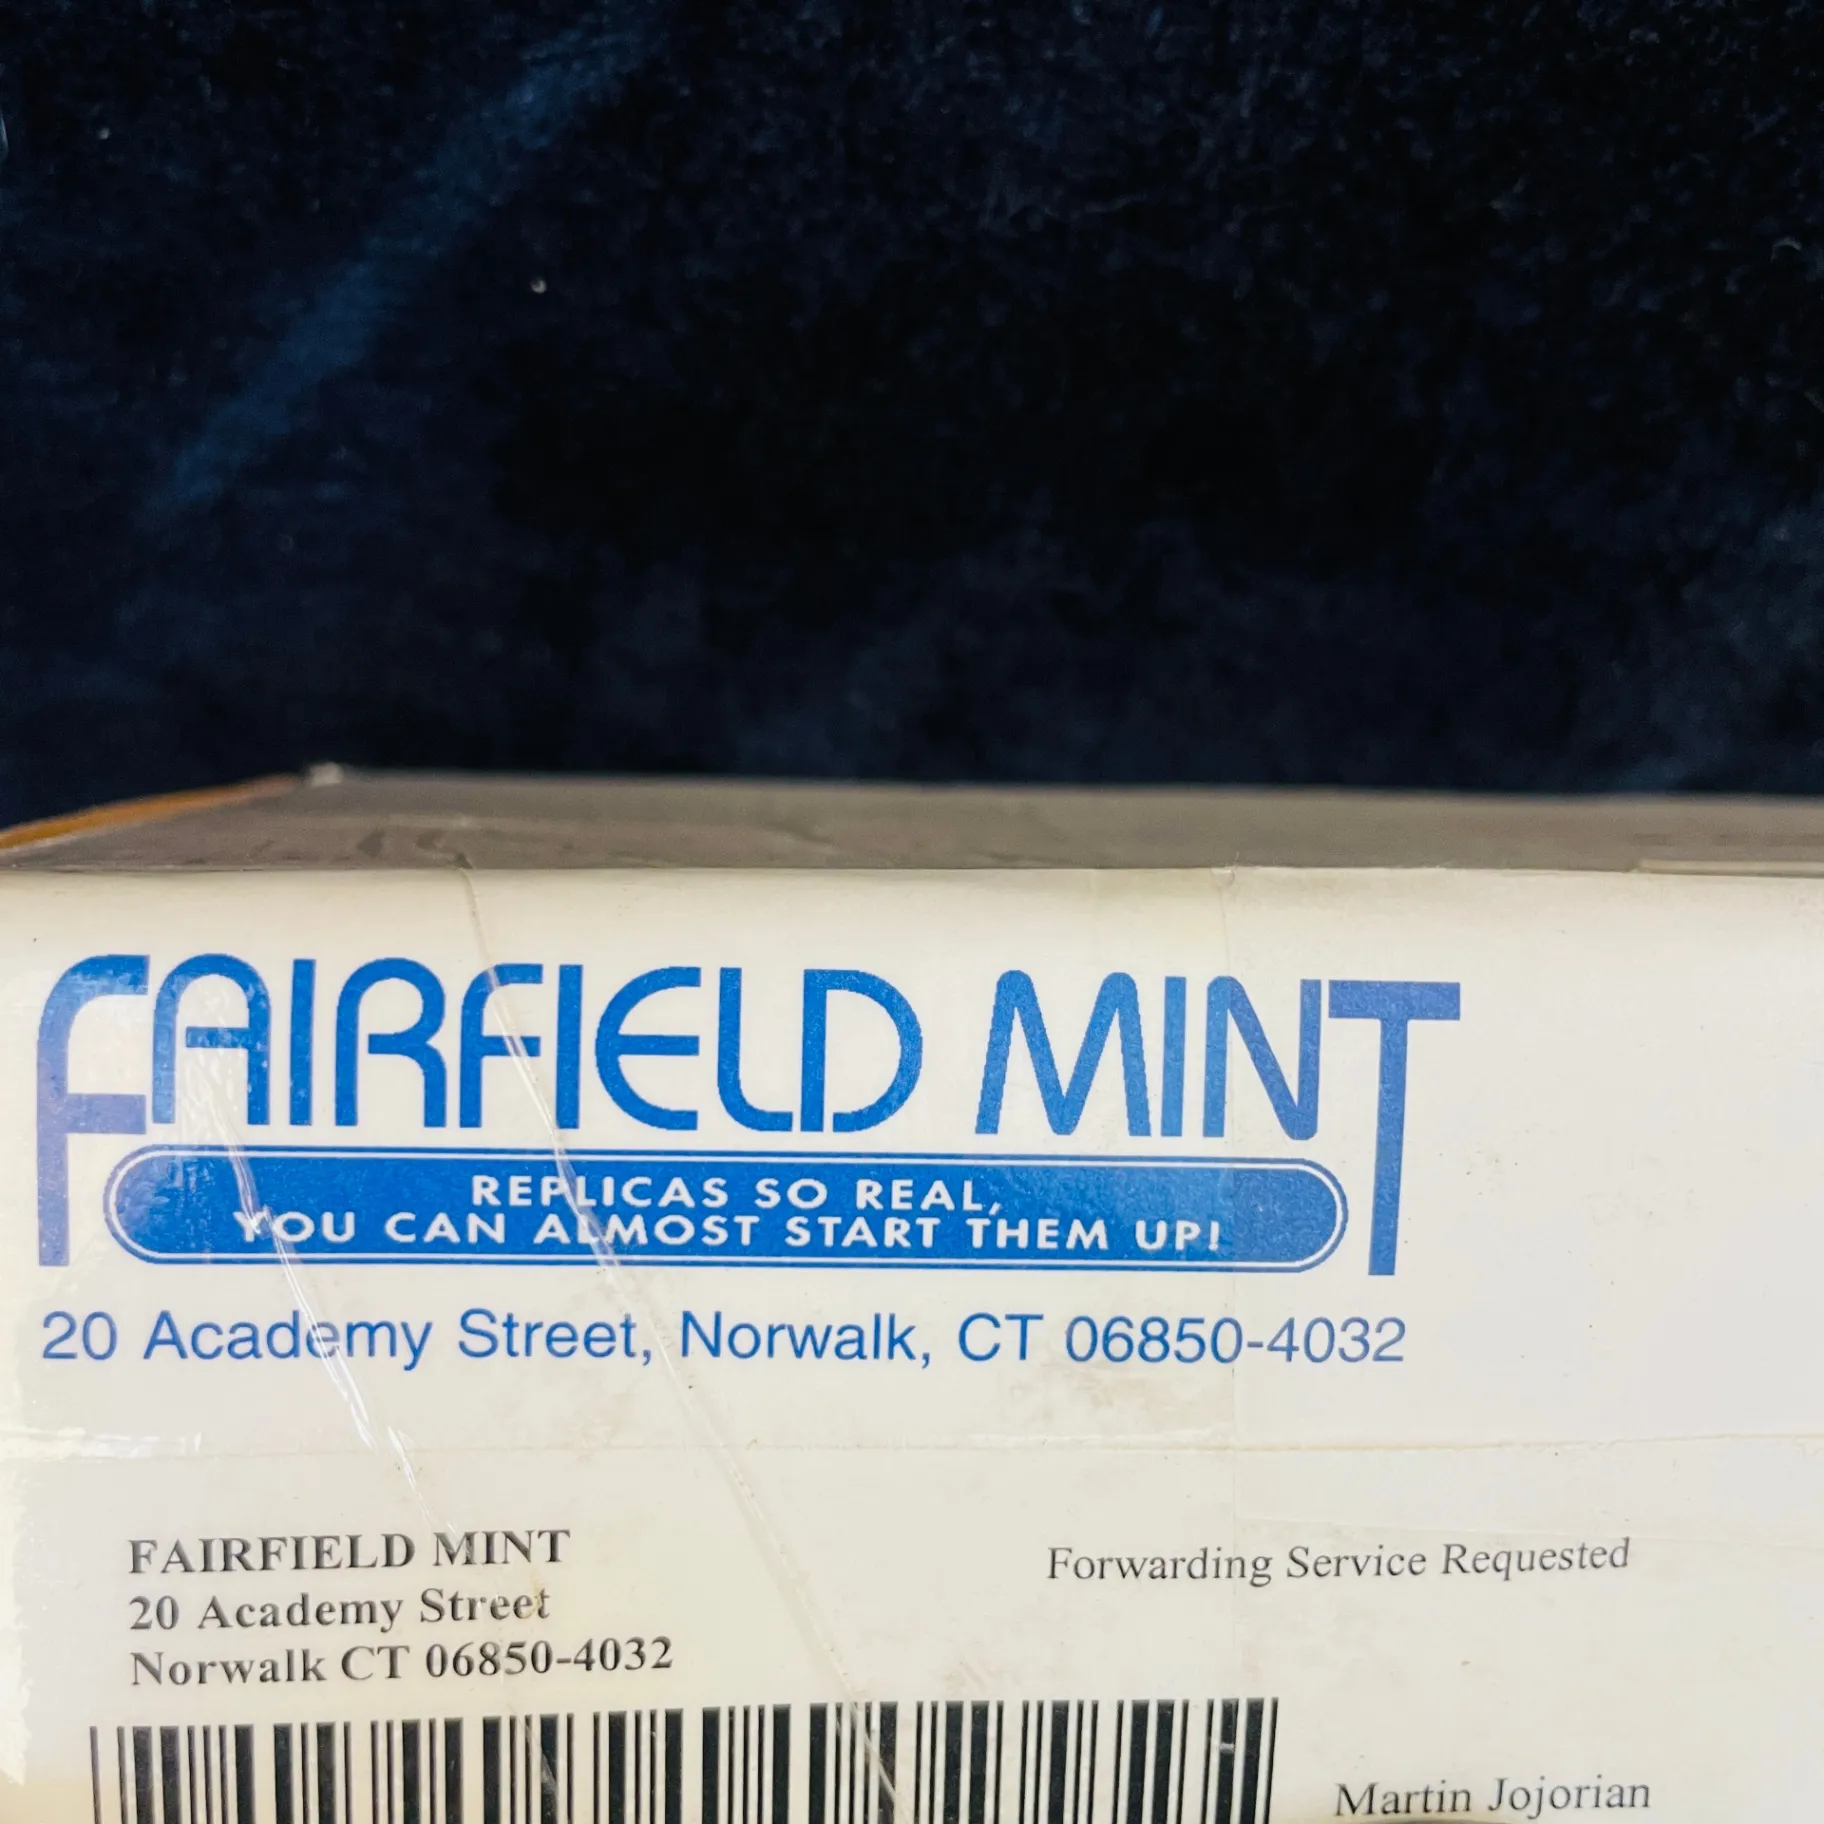 FAIRFIELD MINT
REPLICAS SO REAL,
YOU CAN ALMOST START THEM UP!
20 Academy Street, Norwalk, CT 06850-4032
FAIRFIELD MINT
20 Academy Street
Norwalk CT 06850-4032
Forwarding Service Requested
Martin Jojorian